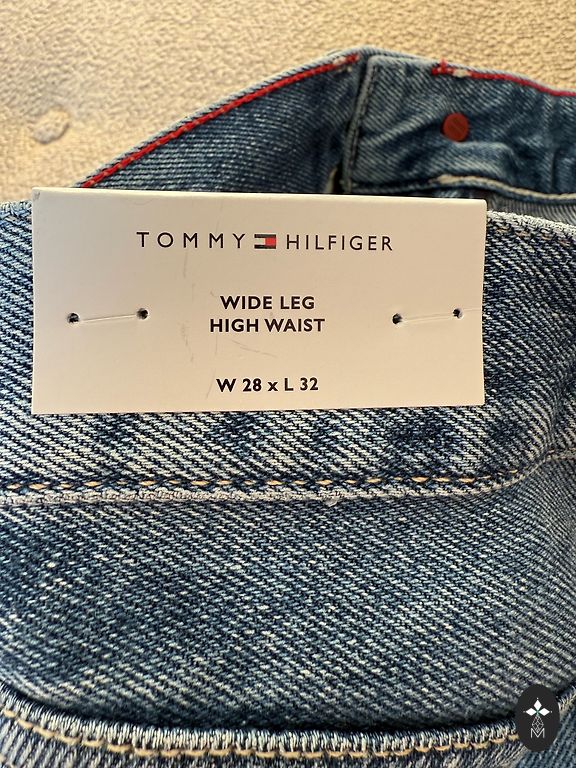 TOMMY HILFIGER
WIDE LEG
HIGH WAIST
W 28 x L 32